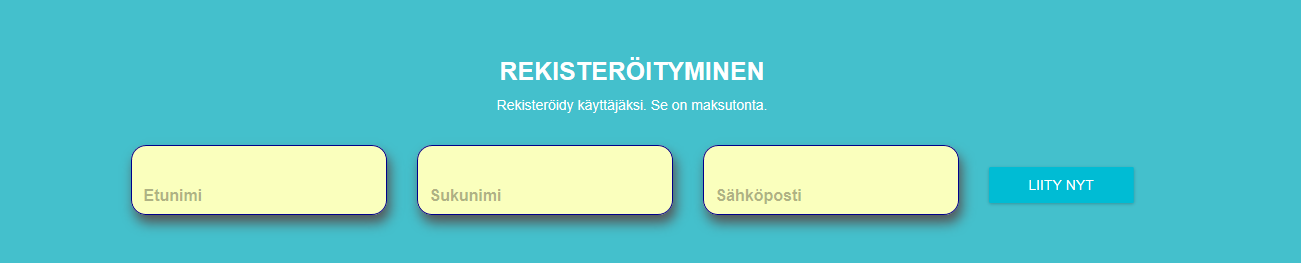 REKISTERÖITYMINEN
Rekisteröidy käyttäjäksi. Se on maksutonta.
Etunimi
Sukunimi
Sähköposti
LIITY NYT